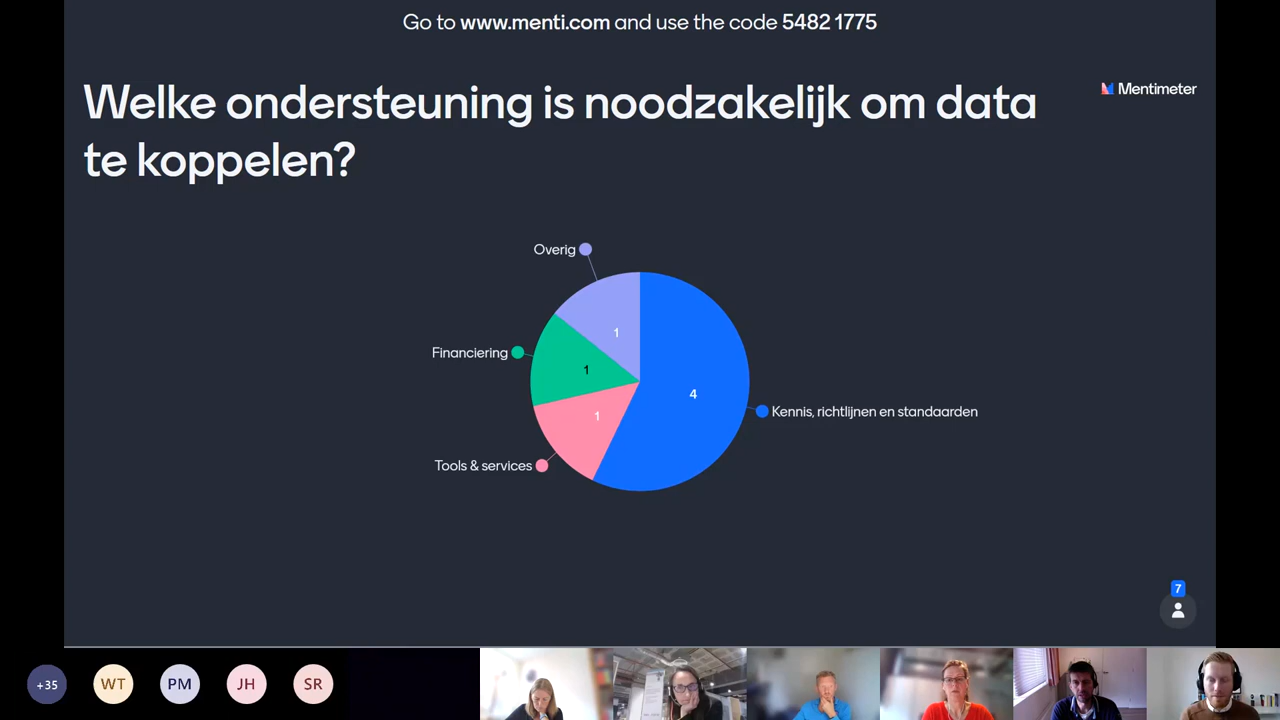 Go to www.menti.com and use the code 5482 1775
Welke ondersteuning is noodzakelijk om data
te koppelen?
Mentimeter
Overig
1
Financiering
1
4
Kennis, richtlijnen en standaarden
1
Tools & services
7
+35
WT
PM
JH
SR